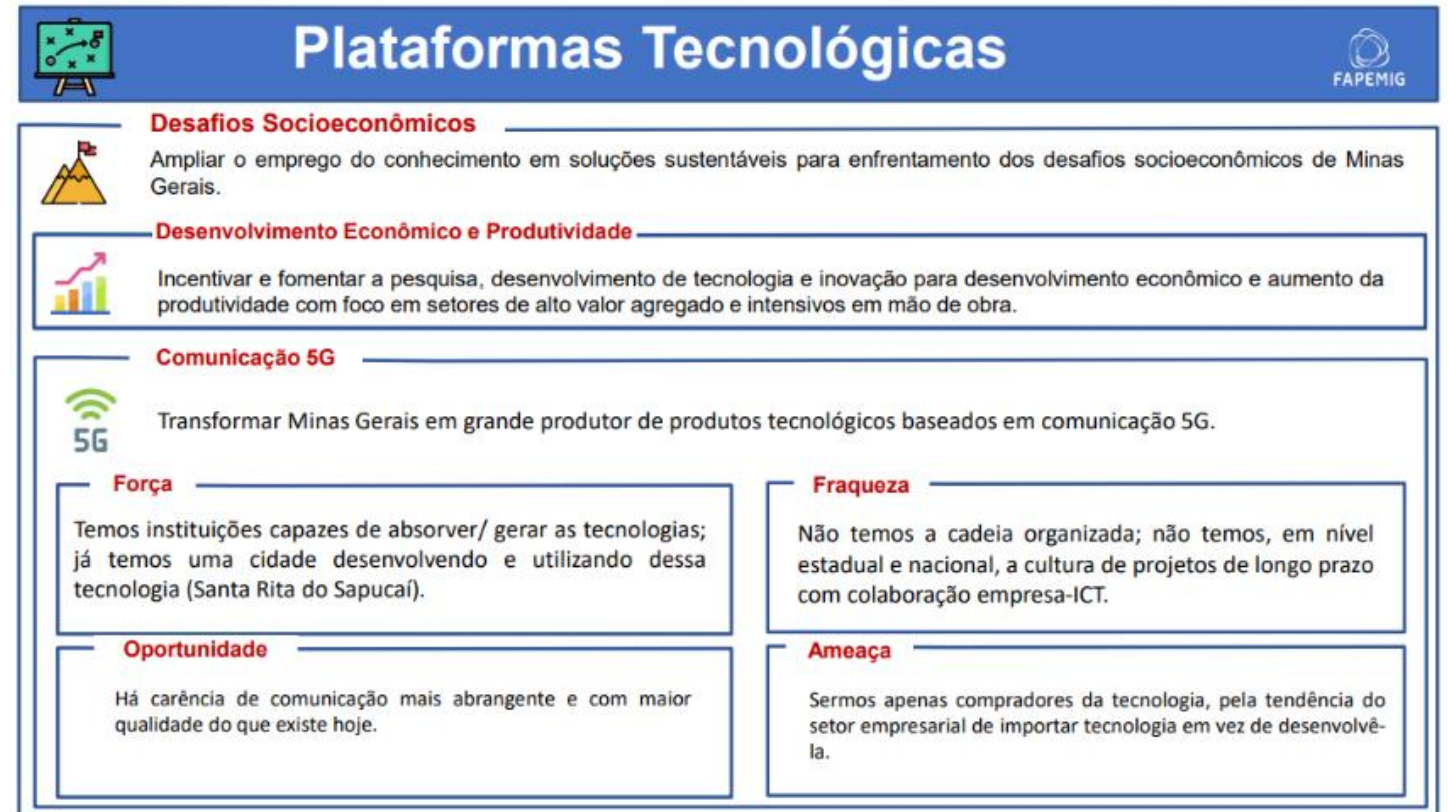 Plataformas Tecnológicas
FAPEMIG
Desafios Socioeconômicos
Ampliar o emprego do conhecimento em soluções sustentáveis para enfrentamento dos desafios socioeconômicos de Minas
Gerais.
Desenvolvimento Econômico e Produtividade
Incentivar e fomentar a pesquisa, desenvolvimento de tecnologia e inovação para desenvolvimento econômico e aumento da
produtividade com foco em setores de alto valor agregado e intensivos em mão de obra.
Comunicação 5G
5G
Transformar Minas Gerais em grande produtor de produtos tecnológicos baseados em comunicação 5G.
Força
Temos instituições capazes de absorver/ gerar as tecnologias;
já temos uma cidade desenvolvendo e utilizando dessa
tecnologia (Santa Rita do Sapucaí).
Fraqueza
Não temos a cadeia organizada; não temos, em nível
estadual e nacional, a cultura de projetos de longo prazo
com colaboração empresa-ICT.
Oportunidade
Há carência de comunicação mais abrangente e com maior
qualidade do que existe hoje.
Ameaça
Sermos apenas compradores da tecnologia, pela tendência do
setor empresarial de importar tecnologia em vez de desenvolvê-
la.